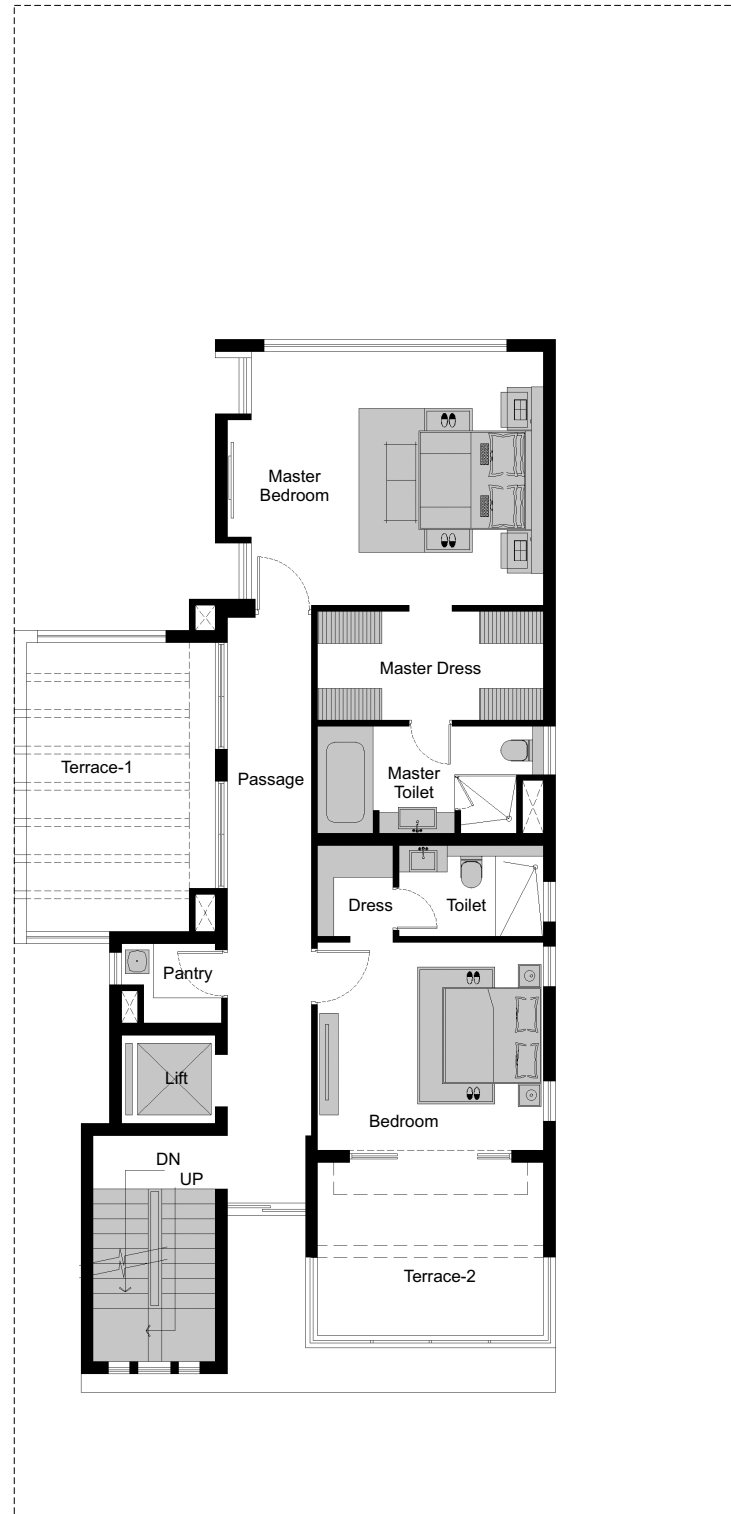 Master
Bedroom
Master Dress
Terrace-1
Passage
Master
Toilet
Dress
Toilet
Pantry
Lift
Bedroom
DN
UP
Terrace-2